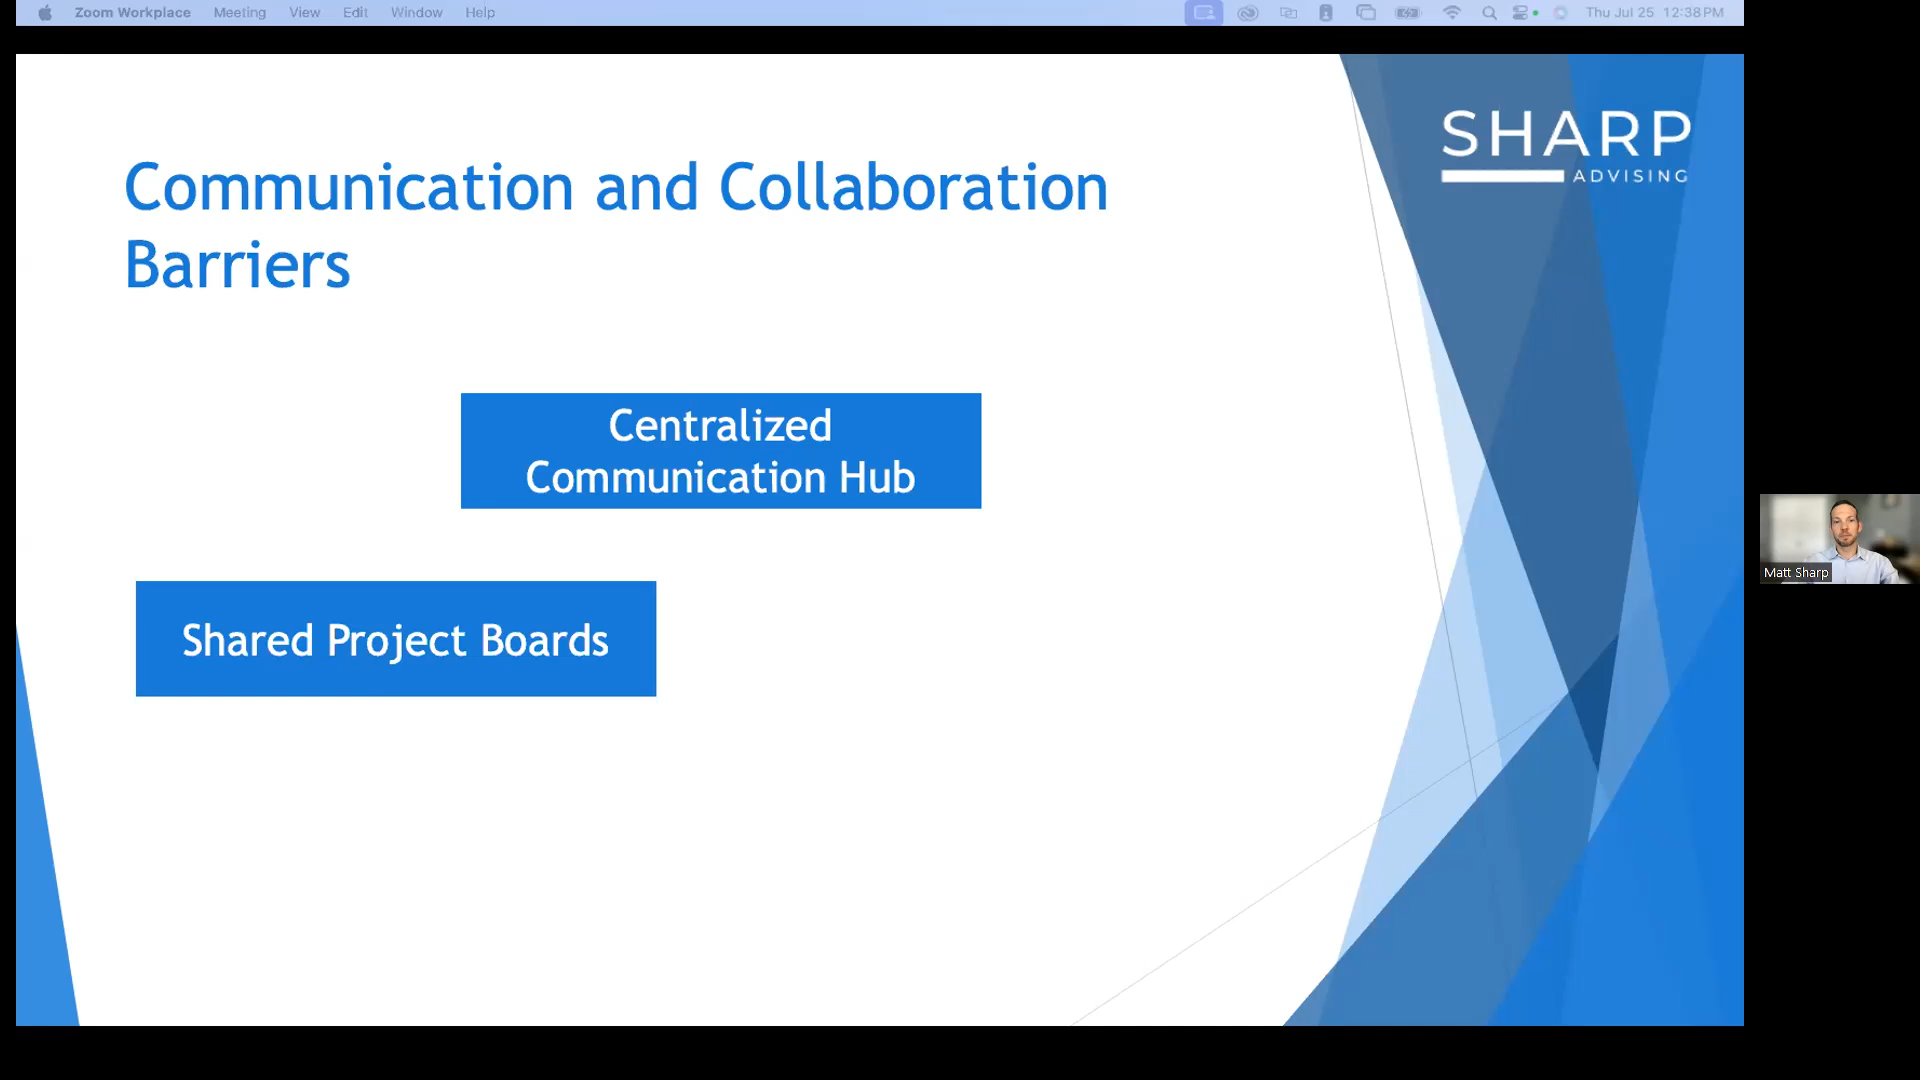 Zoom Workplace Meeting View Edit Window Help Thu Jul 25 12:38 PM
SHARP
ADVISING
Communication and Collaboration
Barriers
Centralized
Communication Hub
Shared Project Boards
Matt Sharp